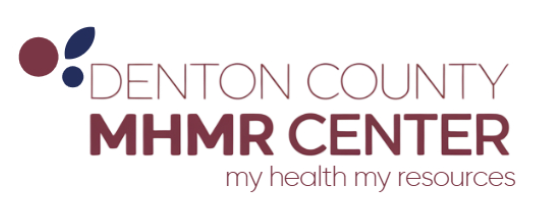 DENTON COUNTY
MHMR CENTER
my health my resources